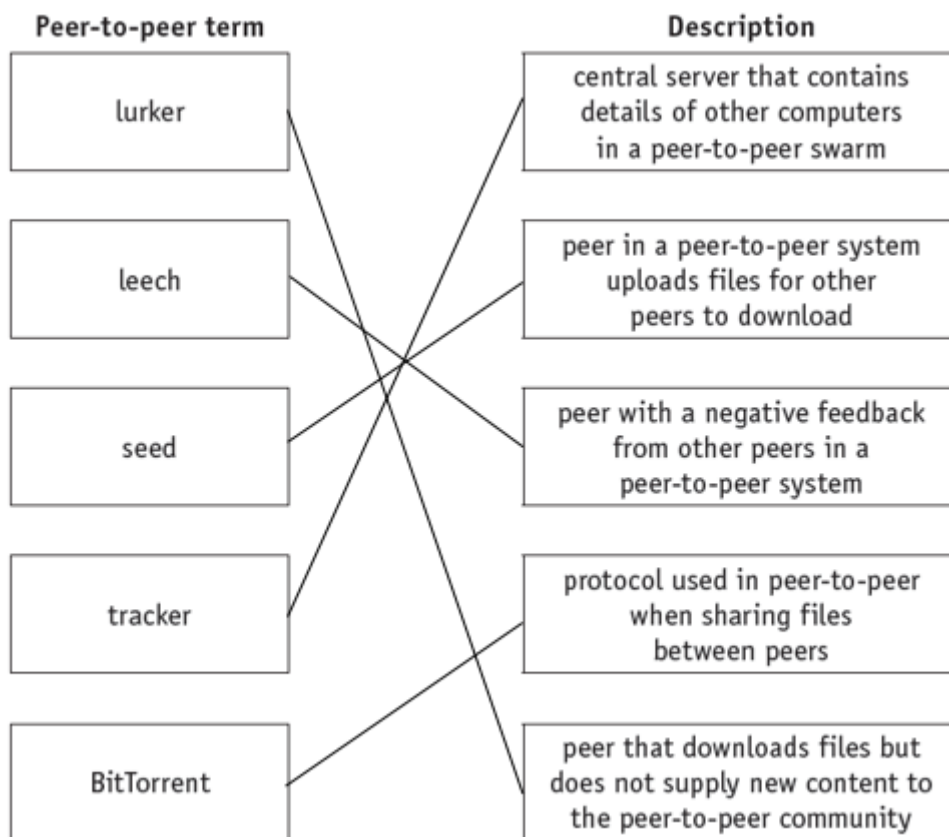 Peer-to-peer term
Description
lurker
central server that contains
details of other computers
in a peer-to-peer swarm
leech
peer in a peer-to-peer system
uploads files for other
peers to download
seed
peer with a negative feedback
from other peers in a
peer-to-peer system
tracker
protocol used in peer-to-peer
when sharing files
between peers
BitTorrent
peer that downloads files but
does not supply new content to
the peer-to-peer community